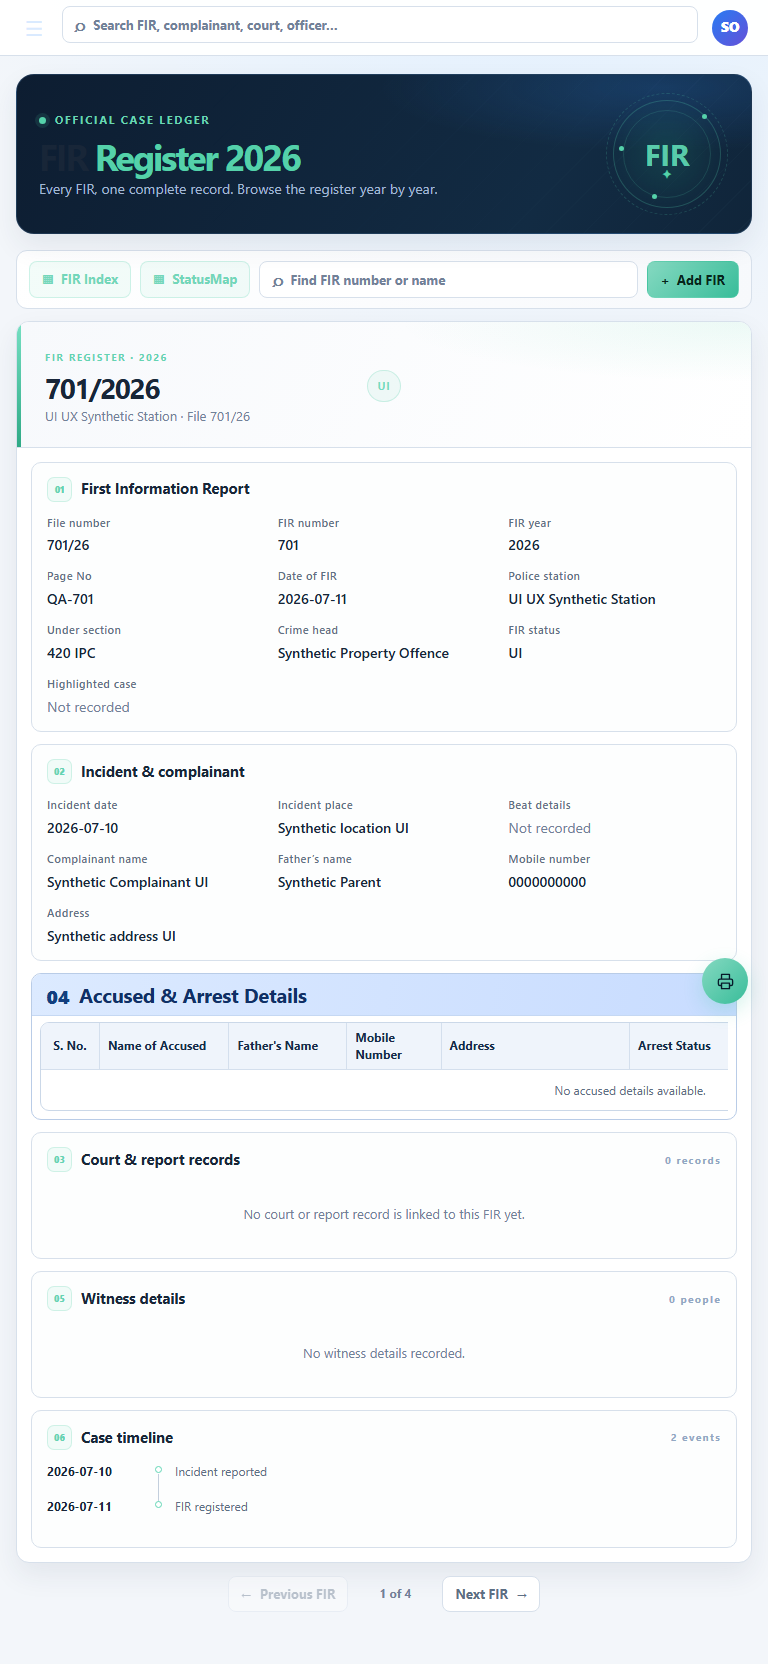 Search FIR, complainant, court, officer...
SO
OFFICIAL CASE LEDGER
FIR Register 2026
Every FIR, one complete record. Browse the register year by year.
FIR
FIR Index
StatusMap
Find FIR number or name
+ Add FIR
FIR REGISTER · 2026
701/2026
UI UX Synthetic Station · File 701/26
UI
01 First Information Report
File number FIR number FIR year
701/26 701 2026
Page No Date of FIR Police station
QA-701 2026-07-11 UI UX Synthetic Station
Under section Crime head FIR status
420 IPC Synthetic Property Offence UI
Highlighted case
Not recorded
02 Incident & complainant
Incident date Incident place Beat details
2026-07-10 Synthetic location UI Not recorded
Complainant name Father's name Mobile number
Synthetic Complainant UI Synthetic Parent 0000000000
Address
Synthetic address UI
04 Accused & Arrest Details
S. No. Name of Accused Father's Name Mobile Number Address Arrest Status
No accused details available.
03 Court & report records 0 records
No court or report record is linked to this FIR yet.
05 Witness details 0 people
No witness details recorded.
06 Case timeline 2 events
2026-07-10 Incident reported
2026-07-11 FIR registered
← Previous FIR 1 of 4 Next FIR →